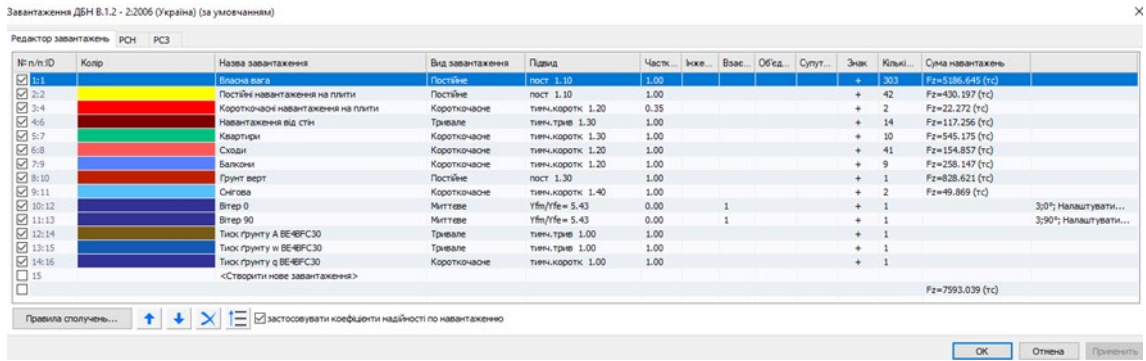 Завантаження ДБН В.1.2 - 2:2006 (Україна) (за умовчанням)
Редактор завантажень РСН РСЗ
№ п/п:ID Колір Назва завантаження Вид завантаження Підвид Частк... Інже... Взає... Об'єд... Супут... Знак Кількі... Сума навантажень
1:1 Власна вага Постійне пост 1.10 1.00 + 303 Fz=5186.645 (тс)
2:2 Постійні навантаження на плити Постійне пост 1.10 1.00 + 42 Fz=430.197 (тс)
3:4 Короткочасні навантаження на плити Короткочасне тимч.коротк 1.20 0.35 + 2 Fz=22.272 (тс)
4:6 Навантаження від стін Тривале тимч.трив 1.30 1.00 + 14 Fz=117.256 (тс)
5:7 Квартири Короткочасне тимч.коротк 1.30 1.00 + 10 Fz=545.175 (тс)
6:8 Сходи Короткочасне тимч.коротк 1.20 1.00 + 41 Fz=154.857 (тс)
7:9 Балкони Короткочасне тимч.коротк 1.20 1.00 + 9 Fz=258.147 (тс)
8:10 Грунт верт Постійне пост 1.30 1.00 + 1 Fz=828.621 (тс)
9:11 Снігова Короткочасне тимч.коротк 1.40 1.00 + 2 Fz=49.869 (тс)
10:12 Вітер 0 Миттєве Yfm/Yfe= 5.43 0.00 1 + 1 3;0°; Налаштувати...
11:13 Вітер 90 Миттєве Yfm/Yfe= 5.43 0.00 1 + 1 3;90°; Налаштувати...
12:14 Тиск ґрунту A BE4BFC30 Тривале тимч.трив 1.00 1.00 + 1
13:15 Тиск ґрунту w BE4BFC30 Тривале тимч.трив 1.00 1.00 + 1
14:16 Тиск ґрунту q BE4BFC30 Короткочасне тимч.коротк 1.00 1.00 + 1
15 <Створити нове завантаження>
Fz=7593.039 (тс)
Правила сполучень... застосовувати коефіцієнти надійності по навантаженню
OK Отмена Применить